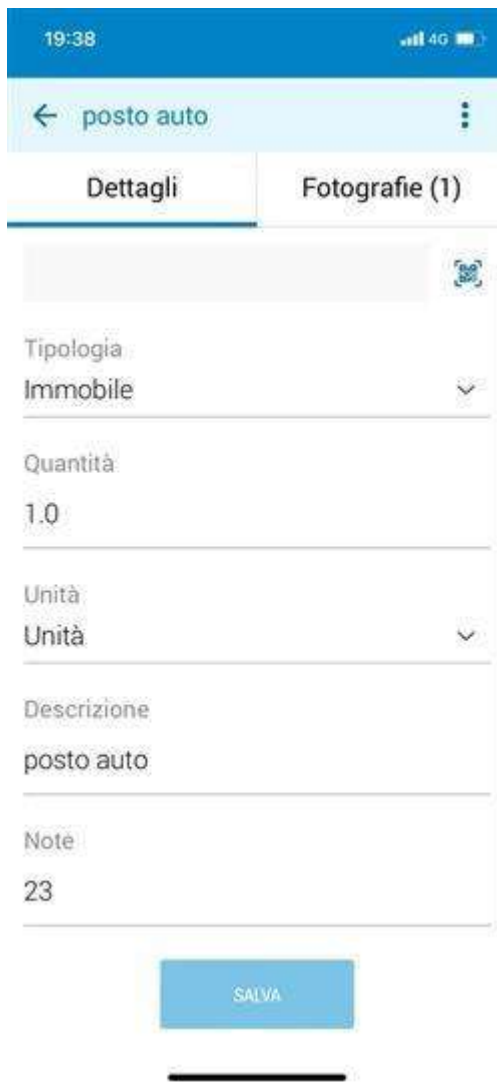 19:38
4G
posto auto
Dettagli
Fotografie (1)
Tipologia
Immobile
Quantità
1.0
Unità
Unità
Descrizione
posto auto
Note
23
SALVA